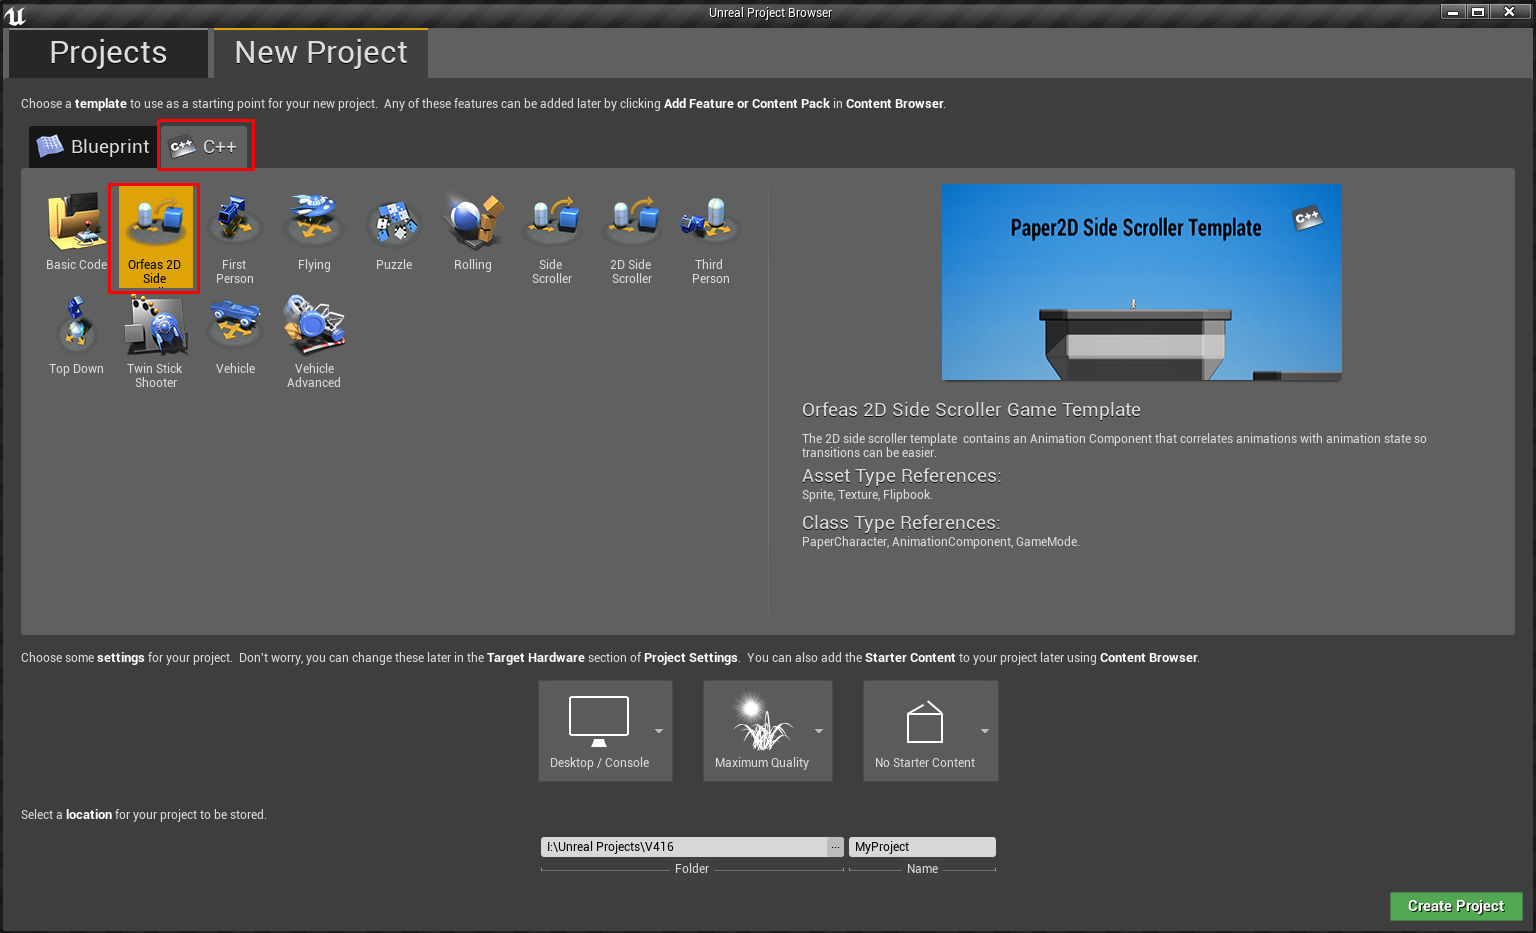 Unreal Project Browser
Projects
New Project
Choose a template to use as a starting point for your new project.  Any of these features can be added later by clicking Add Feature or Content Pack in Content Browser.
Blueprint
C++
C++
Basic Code
Orfeas 2D
Side
First
Person
Flying
Puzzle
Rolling
Side
Scroller
2D Side
Scroller
Third
Person
Top Down
Twin Stick
Shooter
Vehicle
Vehicle
Advanced
Paper2D Side Scroller Template
C++
Orfeas 2D Side Scroller Game Template
The 2D side scroller template  contains an Animation Component that correlates animations with animation state so
transitions can be easier.
Asset Type References:
Sprite, Texture, Flipbook.
Class Type References:
PaperCharacter, AnimationComponent, GameMode.
Choose some settings for your project.  Don't worry, you can change these later in the Target Hardware section of Project Settings.  You can also add the Starter Content to your project later using Content Browser.
Desktop / Console
Maximum Quality
No Starter Content
Select a location for your project to be stored.
I:\Unreal Projects\V416
...
MyProject
Folder
Name
Create Project